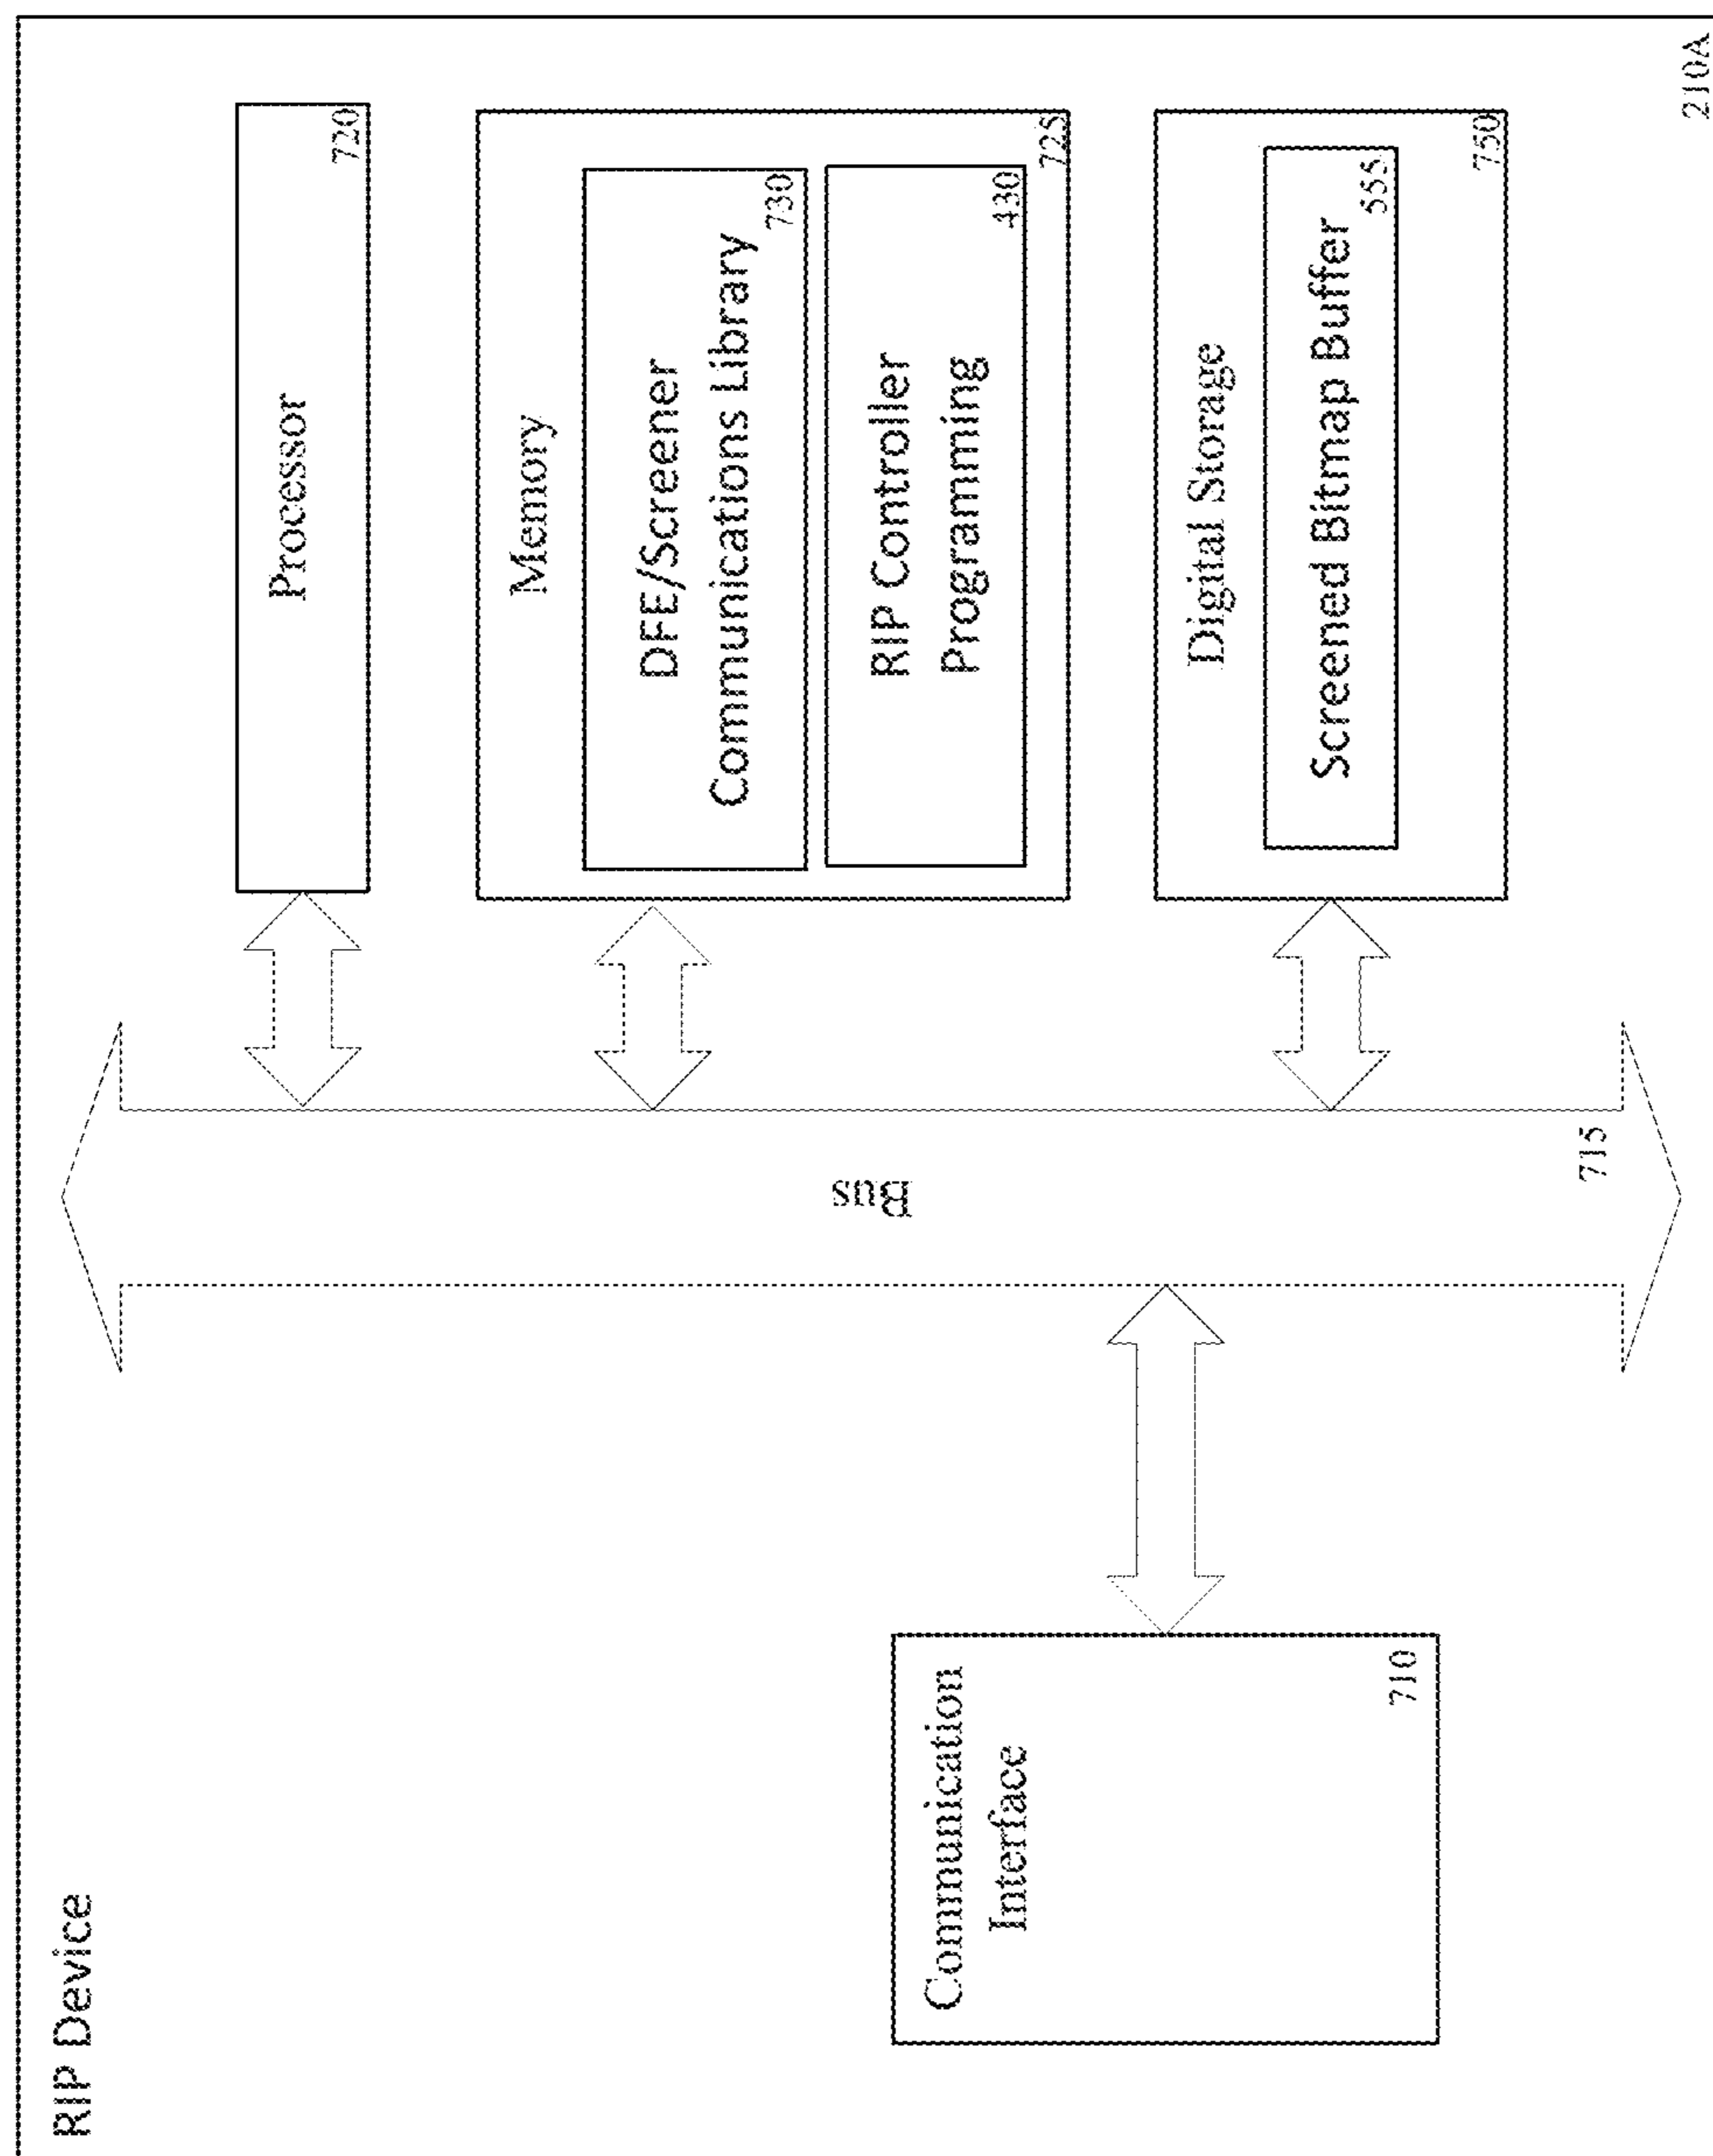 RIP Device
Processor
720
Memory
DFE/Screener
Communications Library
730
RIP Controller
Programming
430
725
Digital Storage
Screened Bitmap Buffer
555
750
Bus
715
Communication
Interface
710
210A